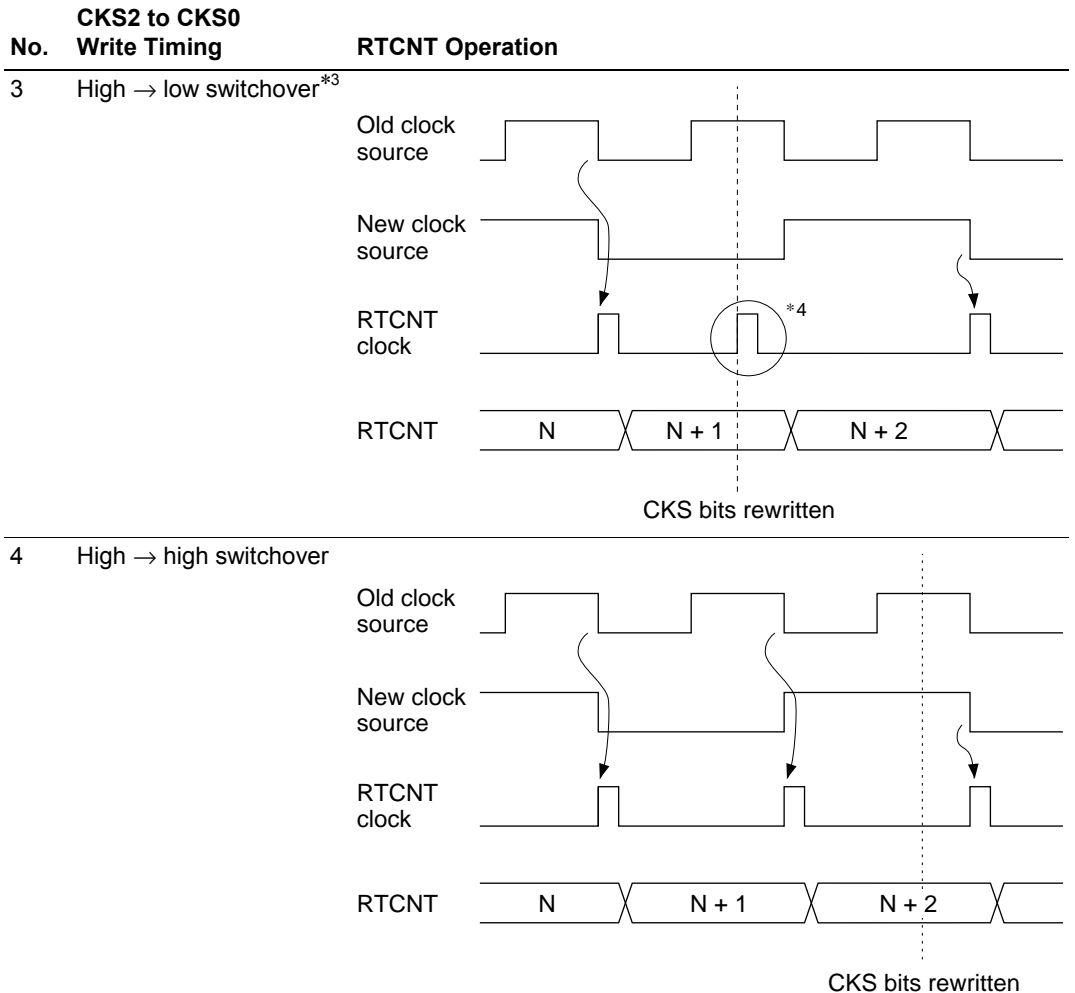 CKS2 to CKS0
No. Write Timing RTCNT Operation
3 High → low switchover*3
Old clock
source
New clock
source
*4
RTCNT
clock
RTCNT N N + 1 N + 2
CKS bits rewritten
4 High → high switchover
Old clock
source
New clock
source
RTCNT
clock
RTCNT N N + 1 N + 2
CKS bits rewritten